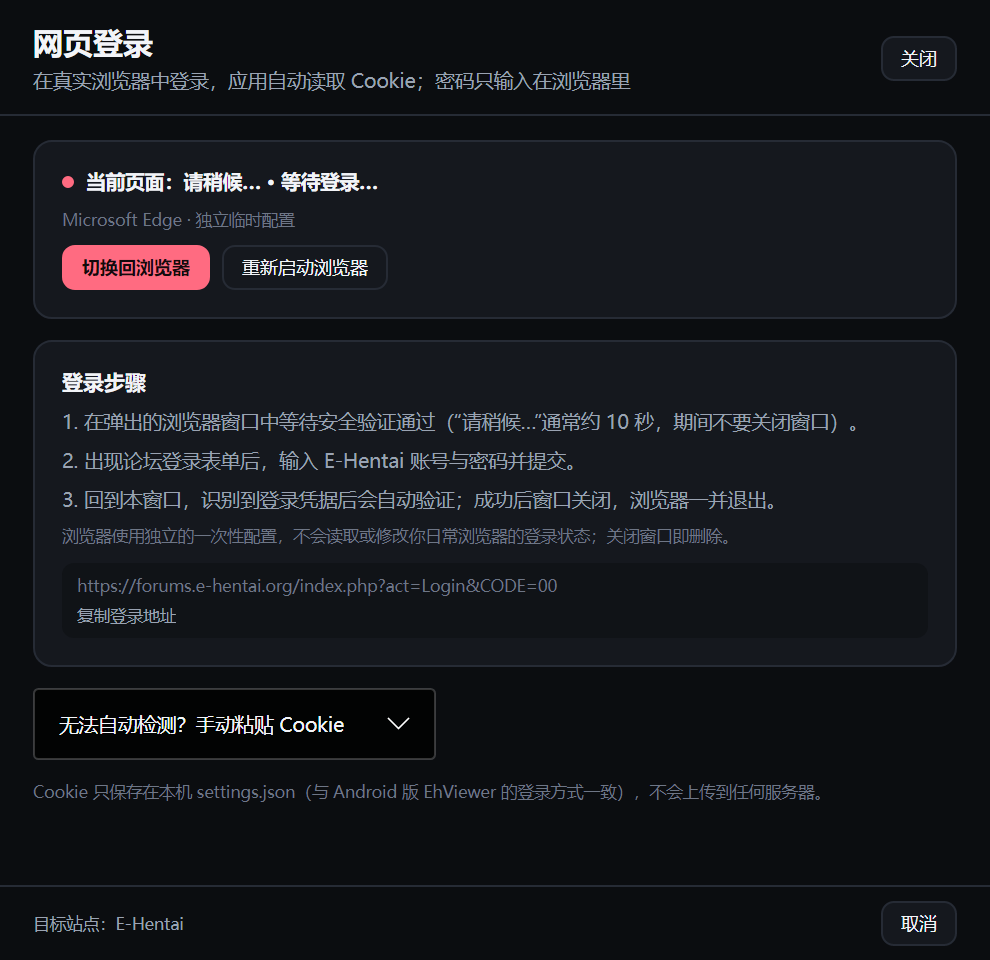 网页登录
在真实浏览器中登录，应用自动读取 Cookie；密码只输入在浏览器里
关闭
当前页面：请稍候… • 等待登录…
Microsoft Edge · 独立临时配置
切换回浏览器
重新启动浏览器
登录步骤
1. 在弹出的浏览器窗口中等待安全验证通过（“请稍候…”通常约 10 秒，期间不要关闭窗口）。
2. 出现论坛登录表单后，输入 E-Hentai 账号与密码并提交。
3. 回到本窗口，识别到登录凭据后会自动验证；成功后窗口关闭，浏览器一并退出。
浏览器使用独立的一次性配置，不会读取或修改你日常浏览器的登录状态；关闭窗口即删除。
https://forums.e-hentai.org/index.php?act=Login&CODE=00
复制登录地址
无法自动检测？手动粘贴 Cookie
Cookie 只保存在本机 settings.json（与 Android 版 EhViewer 的登录方式一致），不会上传到任何服务器。
目标站点：E-Hentai
取消